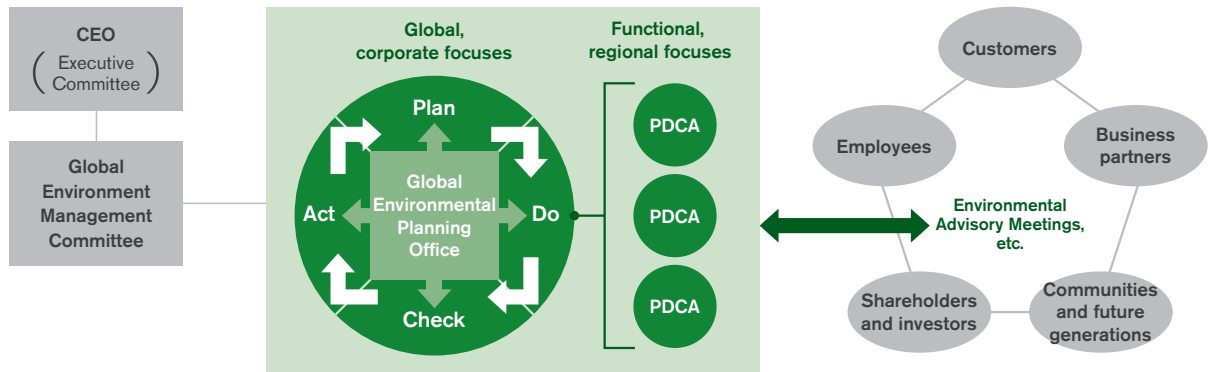 CEO
(Executive
Committee)
Global
Environment
Management
Committee
Global,
corporate focuses
Plan
Act
Global
Environmental
Planning
Office
Do
Check
Functional,
regional focuses
PDCA
PDCA
PDCA
Customers
Employees
Business
partners
Environmental
Advisory Meetings,
etc.
Shareholders
and investors
Communities
and future
generations